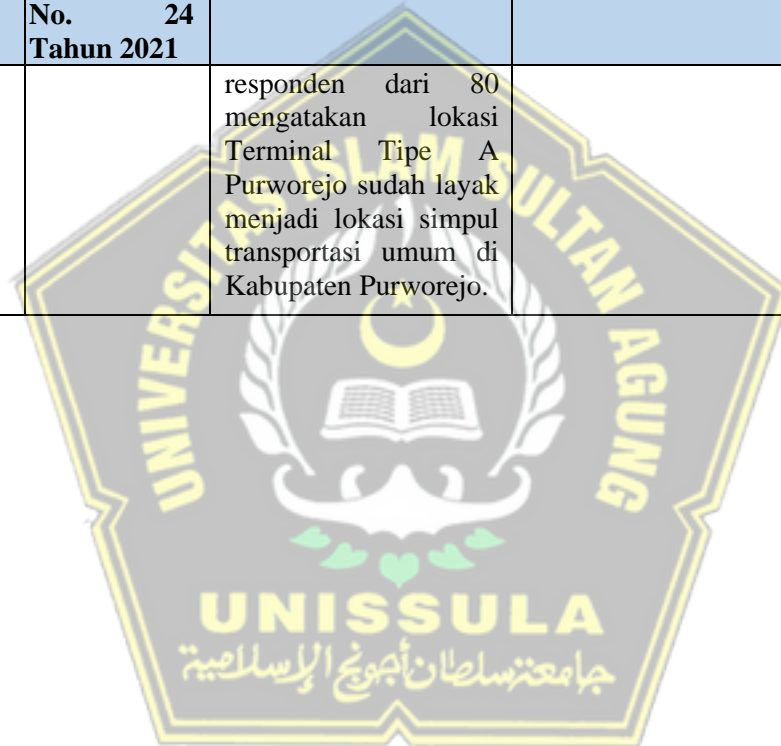 No. 24
Tahun 2021
responden dari 80
mengatakan lokasi
Terminal Tipe A
Purworejo sudah layak
menjadi lokasi simpul
transportasi umum di
Kabupaten Purworejo.
UNIVERSITAS ISLAM SULTAN AGUNG
UNISSULA
جامعة سلطان أجونج الإسلامية